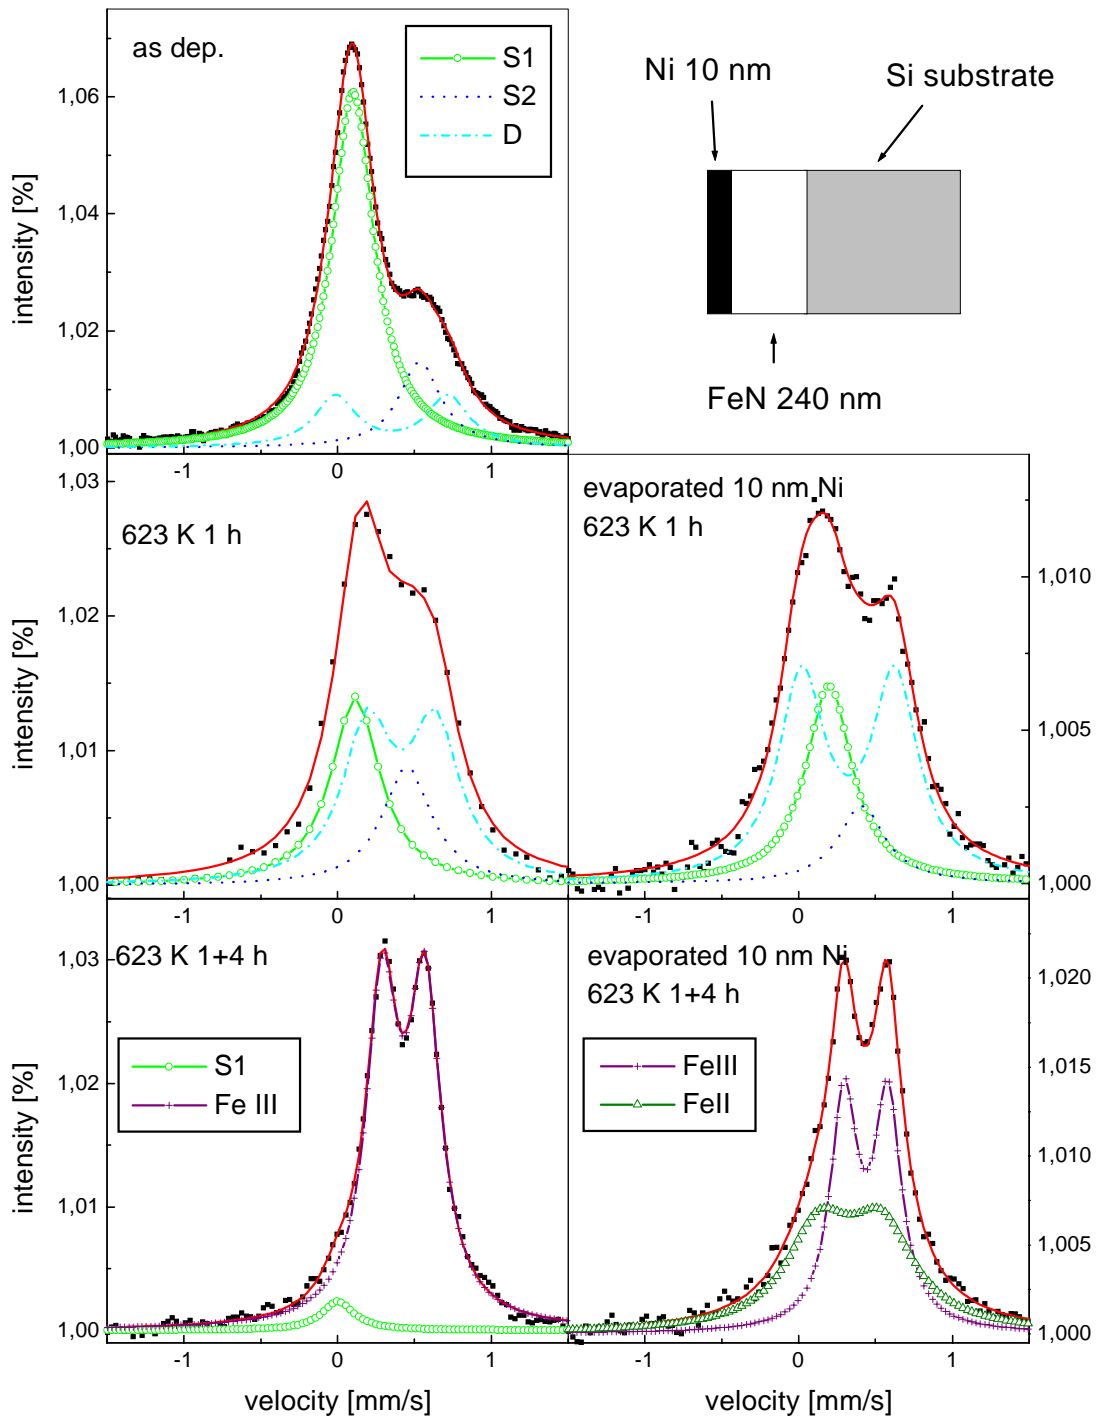 as dep.
S1
S2
D
1,06
1,04
1,02
1,00
intensity [%]
-1
0
1
Ni 10 nm
Si substrate
FeN 240 nm
623 K 1 h
1,03
1,02
1,01
1,00
intensity [%]
-1
0
1
evaporated 10 nm Ni
623 K 1 h
1,010
1,005
1,000
-1
0
1
623 K 1+4 h
S1
Fe III
1,03
1,02
1,01
1,00
intensity [%]
-1
0
1
velocity [mm/s]
evaporated 10 nm Ni
623 K 1+4 h
FeIII
FeII
1,020
1,015
1,010
1,005
1,000
-1
0
1
velocity [mm/s]